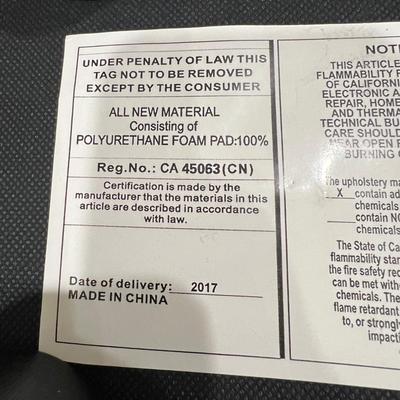 UNDER PENALTY OF LAW THIS
TAG NOT TO BE REMOVED
EXCEPT BY THE CONSUMER
ALL NEW MATERIAL
Consisting of
POLYURETHANE FOAM PAD:100%
Reg.No.: CA 45063(CN)
Certification is made by the
manufacturer that the materials in this
article are described in accordance
with law.
Date of delivery: 2017
MADE IN CHINA
THIS ARTICLE
FLAMMABILITY
OF CALIFORNI
ELECTRONIC A
REPAIR, HOME
AND THERMA
TECHNICAL BU
CARE SHOULD
NEAR OPEN F
BURNING
The upholstery ma
X contain ad
chemicals
contain NO
chemicals
The State of Ca
flammability stan
the fire safety req
can be met witho
chemicals. The
flame retardant
to, or strongly
impacti